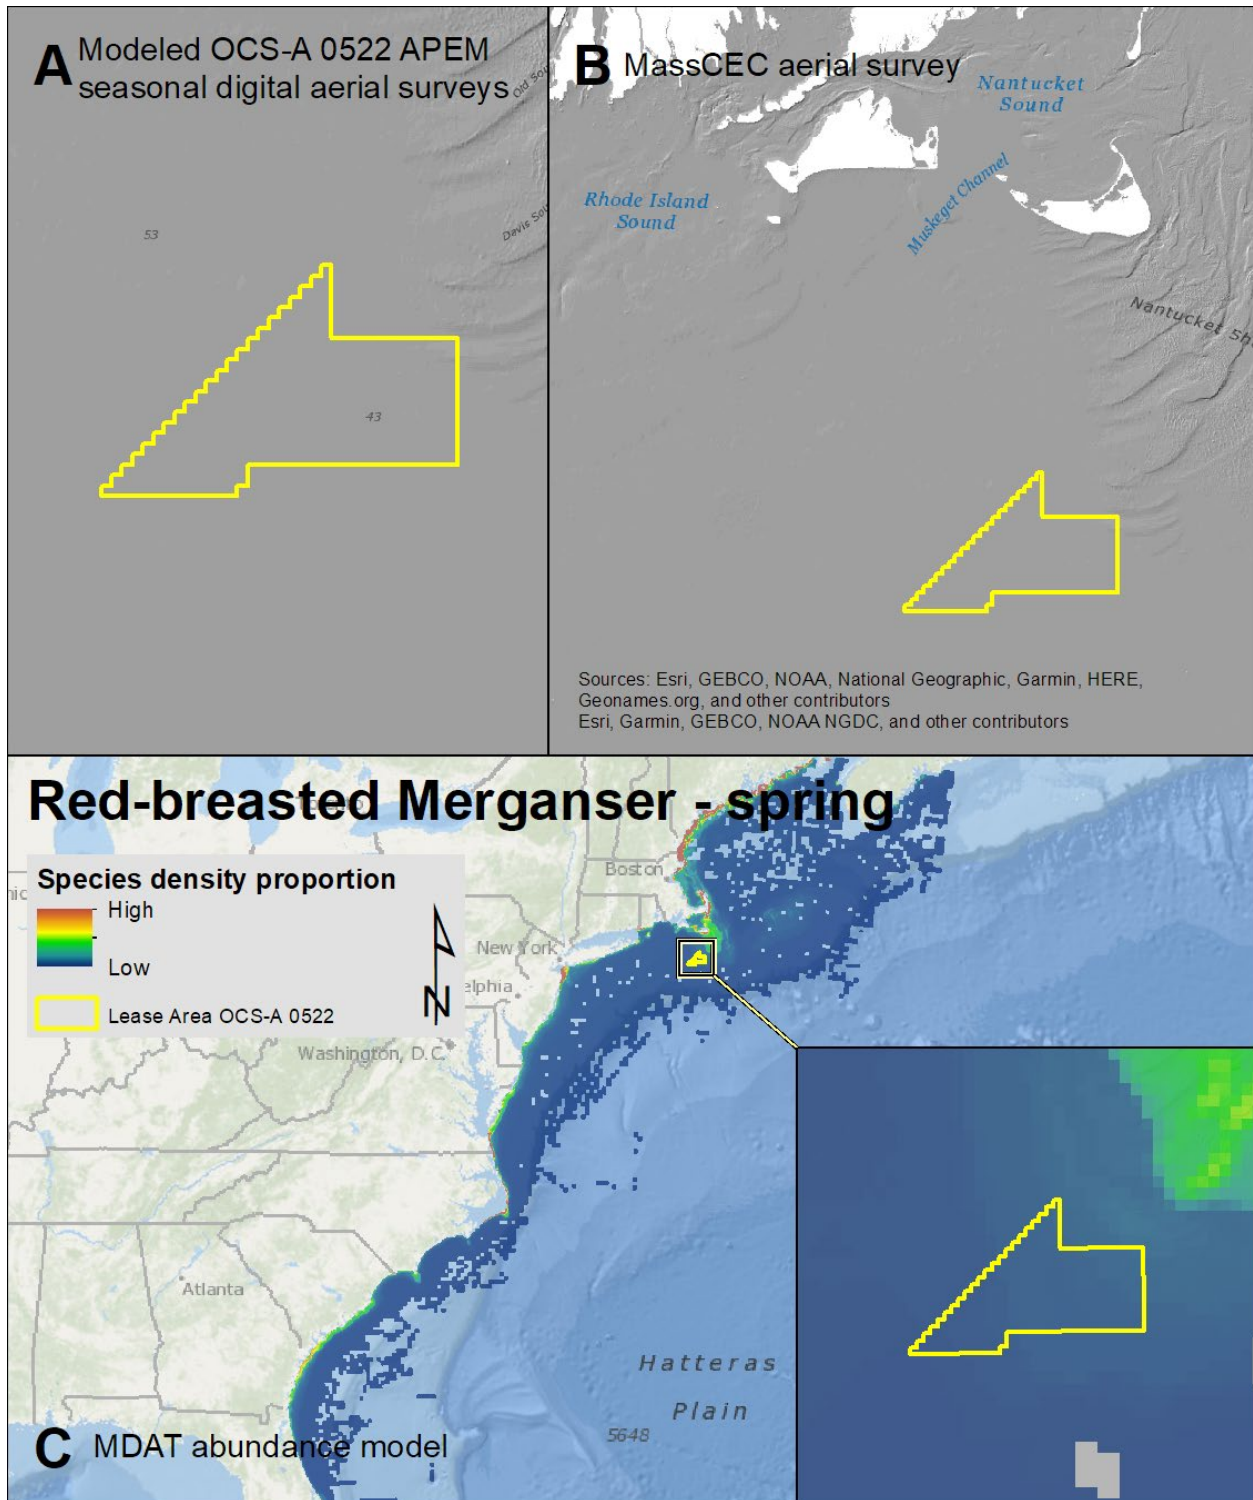 A Modeled OCS-A 0522 APEM
seasonal digital aerial surveys
Old Sou
Davis Sou
53
43
B MassCEC aerial survey
Nantucket
Sound
Rhode Island
Sound
Muskeget Channel
Nantucket Sho
Sources: Esri, GEBCO, NOAA, National Geographic, Garmin, HERE,
Geonames.org, and other contributors
Esri, Garmin, GEBCO, NOAA NGDC, and other contributors
Red-breasted Merganser - spring
Species density proportion
High
Low
Lease Area OCS-A 0522
N
Boston
New York
elphia
Washington, D.C.
Atlanta
Hatteras
Plain
5648
C MDAT abundance model